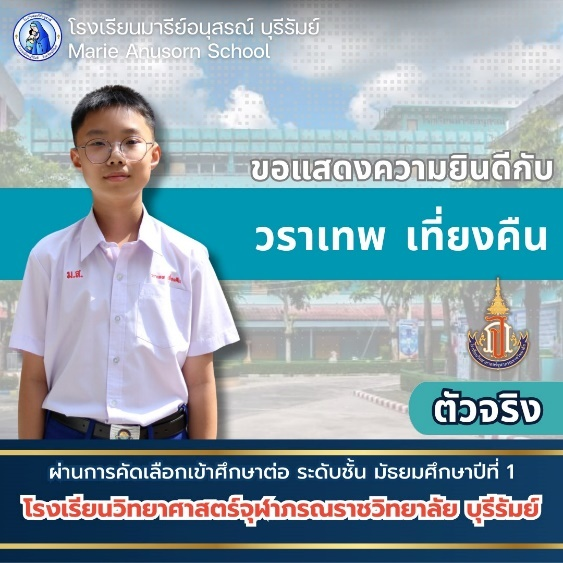 โรงเรียนมารีย์อนุสรณ์ บุรีรัมย์
Marie Anusorn School
ขอแสดงความยินดีกับ
วราเทพ เที่ยงคืน
ม.ส.
ตัวจริง
ผ่านการคัดเลือกเข้าศึกษาต่อ ระดับชั้น มัธยมศึกษาปีที่ 1
โรงเรียนวิทยาศาสตร์จุฬาภรณราชวิทยาลัย บุรีรัมย์